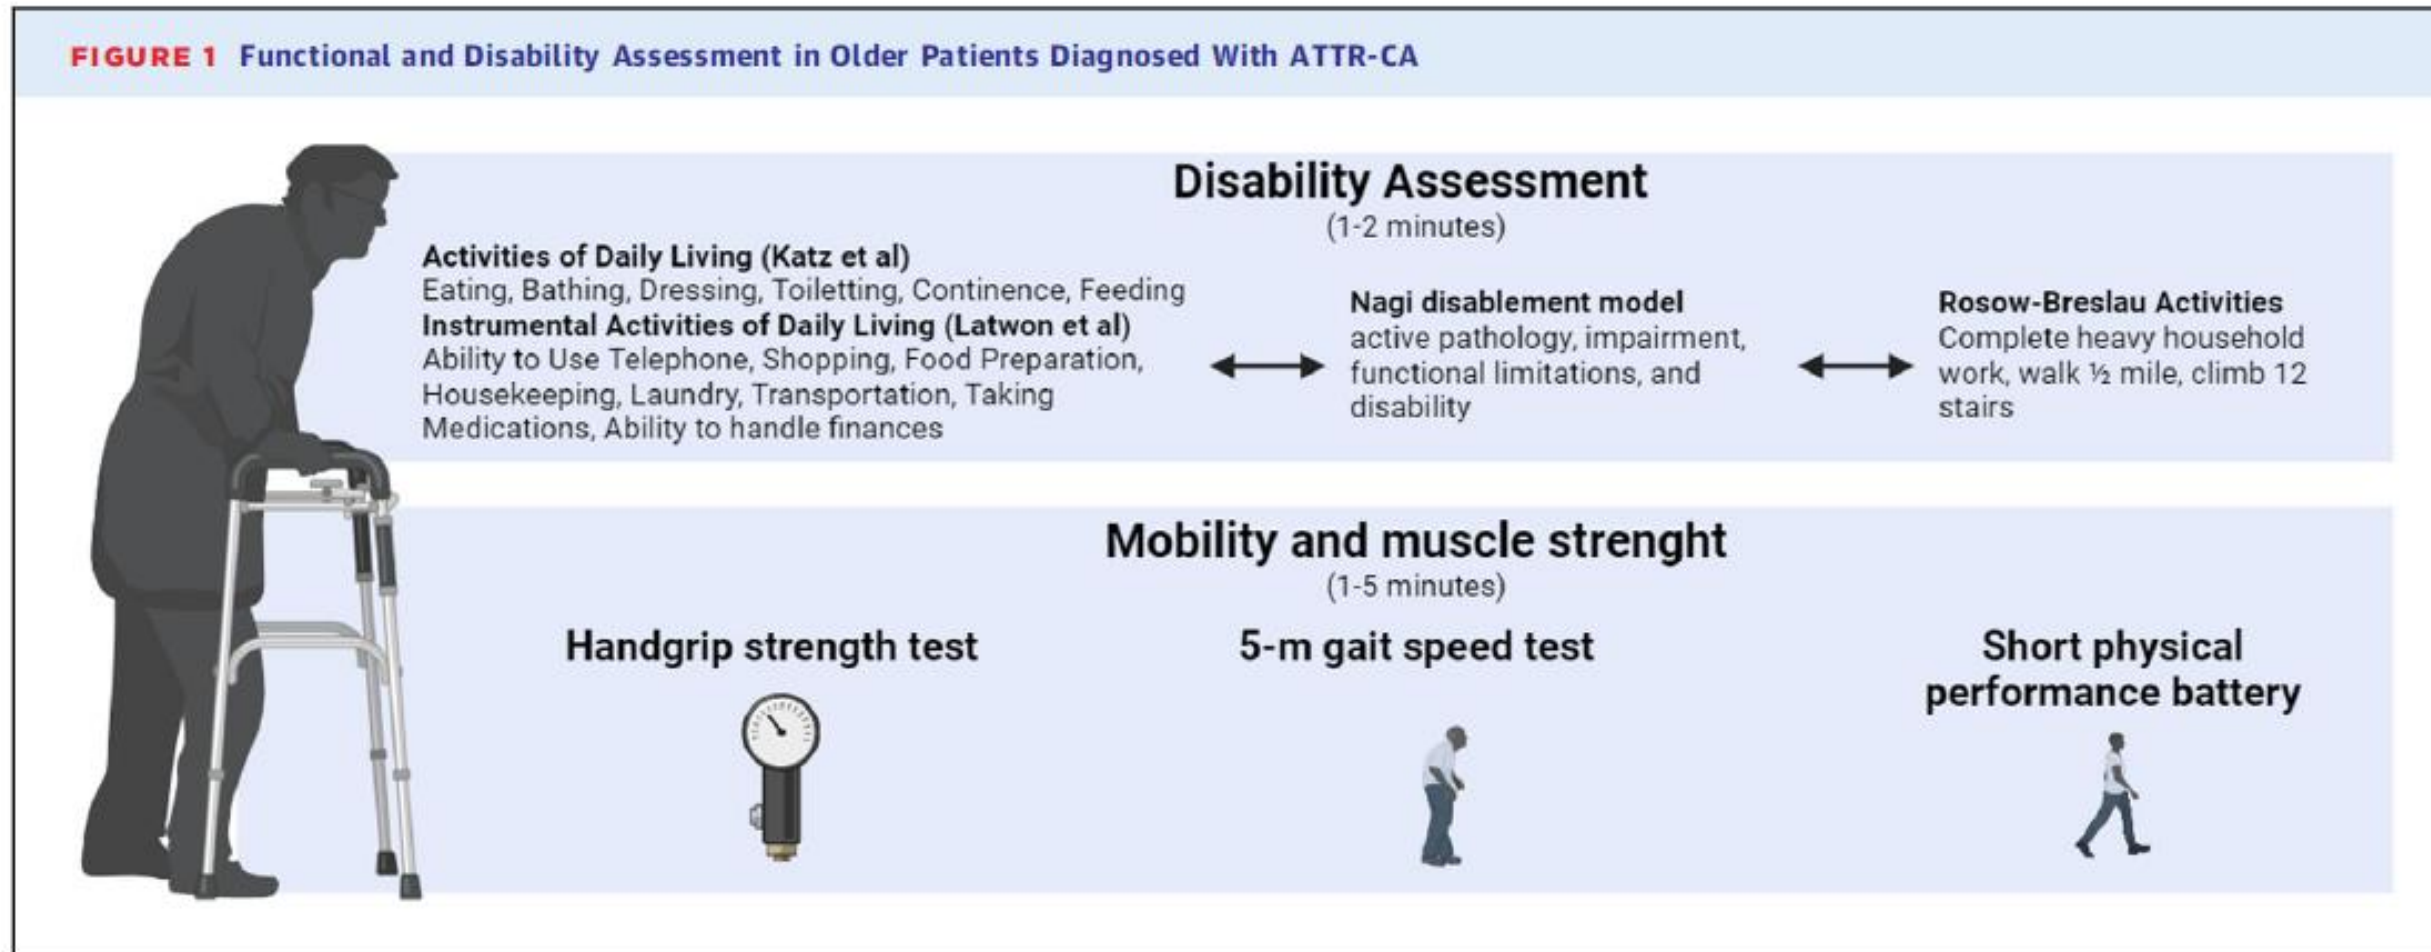 FIGURE 1 Functional and Disability Assessment in Older Patients Diagnosed With ATTR-CA
Disability Assessment
(1-2 minutes)
Activities of Daily Living (Katz et al)
Eating, Bathing, Dressing, Toiletting, Continence, Feeding
Instrumental Activities of Daily Living (Latwon et al)
Ability to Use Telephone, Shopping, Food Preparation,
Housekeeping, Laundry, Transportation, Taking
Medications, Ability to handle finances
Nagi disablement model
active pathology, impairment,
functional limitations, and
disability
Rosow-Breslau Activities
Complete heavy household
work, walk ½ mile, climb 12
stairs
Mobility and muscle strenght
(1-5 minutes)
Handgrip strength test
5-m gait speed test
Short physical
performance battery